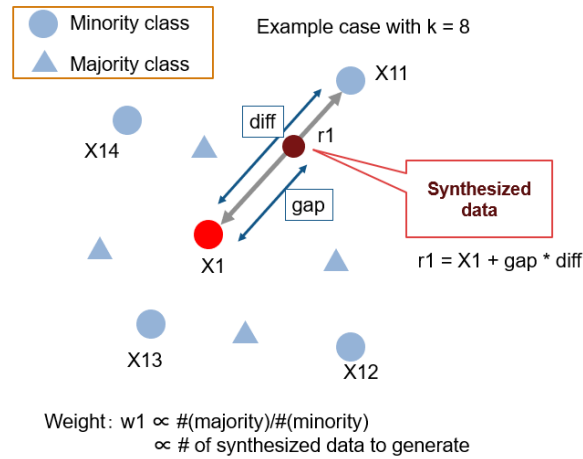 Minority class
Majority class
Example case with k = 8
X11
diff
r1
X14
Synthesized
data
gap
r1 = X1 + gap * diff
X1
X13
X12
Weight: w1 ∝ #(majority)/#(minority)
∝ # of synthesized data to generate